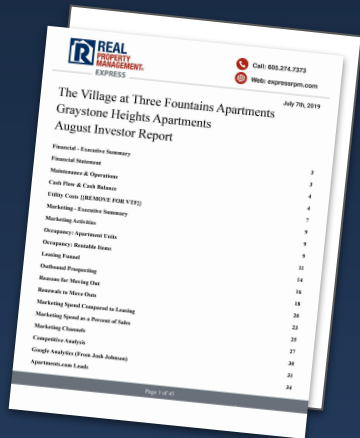 REAL
PROPERTY
MANAGEMENT
EXPRESS
Call: 605.274.7373
Web: expressrpm.com
July 7th, 2019
The Village at Three Fountains Apartments
Graystone Heights Apartments
August Investor Report
Financial - Executive Summary 2
Financial Statement 3
Maintenance & Operations 4
Cash Flow & Cash Balance 4
Utility Costs [[REMOVE FOR VTF]] 7
Marketing - Executive Summary 9
Marketing Activities 9
Occupancy: Apartment Units 9
Occupancy: Rentable Items 11
Leasing Funnel 14
Outbound Prospecting 16
Reasons for Moving Out 18
Renewals to Move Outs 20
Marketing Spend Compared to Leasing 23
Marketing Spend as a Percent of Sales 25
Marketing Channels 27
Competitive Analysis 30
Google Analytics (From Josh Johnson) 31
Apartments.com Leads 34
Page 1 of 45